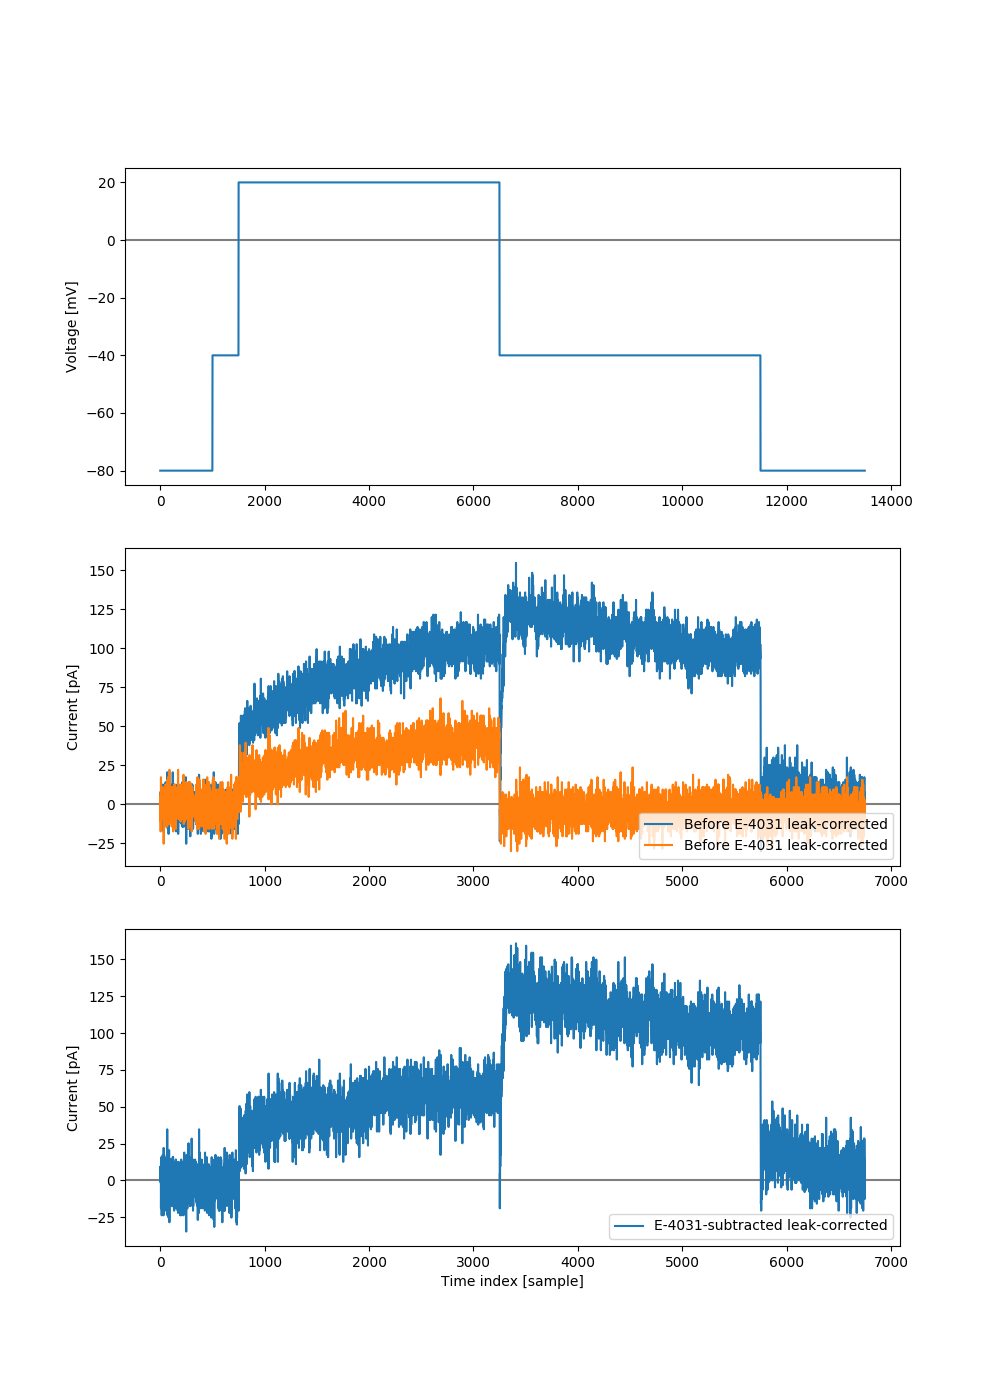 20
0
−20
−40
−60
−80
Voltage [mV]
0 2000 4000 6000 8000 10000 12000 14000
150
125
100
75
50
25
0
−25
Current [pA]
Before E-4031 leak-corrected
Before E-4031 leak-corrected
0 1000 2000 3000 4000 5000 6000 7000
150
125
100
75
50
25
0
−25
Current [pA]
E-4031-subtracted leak-corrected
0 1000 2000 3000 4000 5000 6000 7000
Time index [sample]